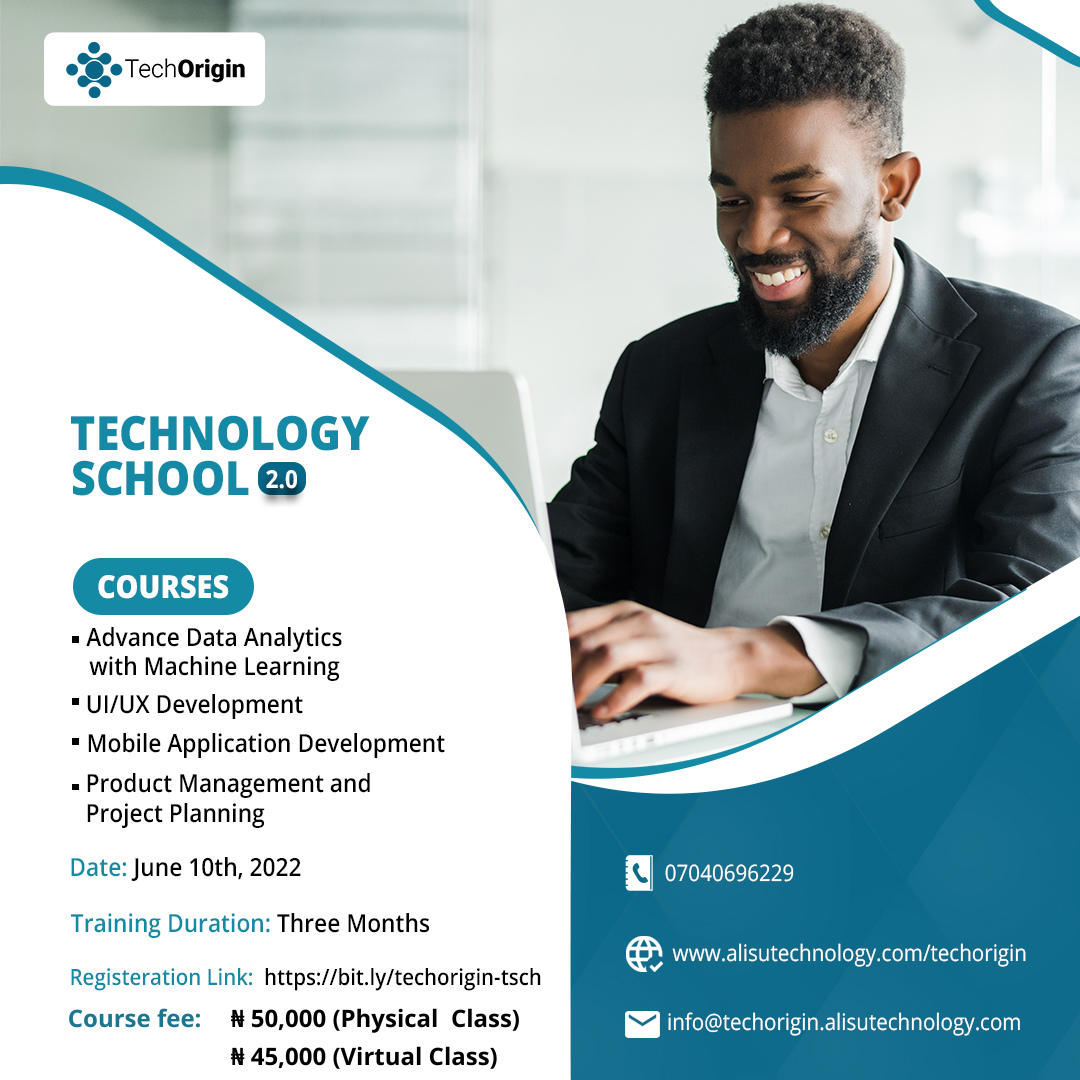 TechOrigin
TECHNOLOGY
SCHOOL 2.0
COURSES
▪ Advance Data Analytics
with Machine Learning
▪ UI/UX Development
▪ Mobile Application Development
▪ Product Management and
Project Planning
Date: June 10th, 2022
Training Duration: Three Months
Registeration Link: https://bit.ly/techorigin-tsch
Course fee: ₦ 50,000 (Physical Class)
₦ 45,000 (Virtual Class)
07040696229
www.alisutechnology.com/techorigin
info@techorigin.alisutechnology.com